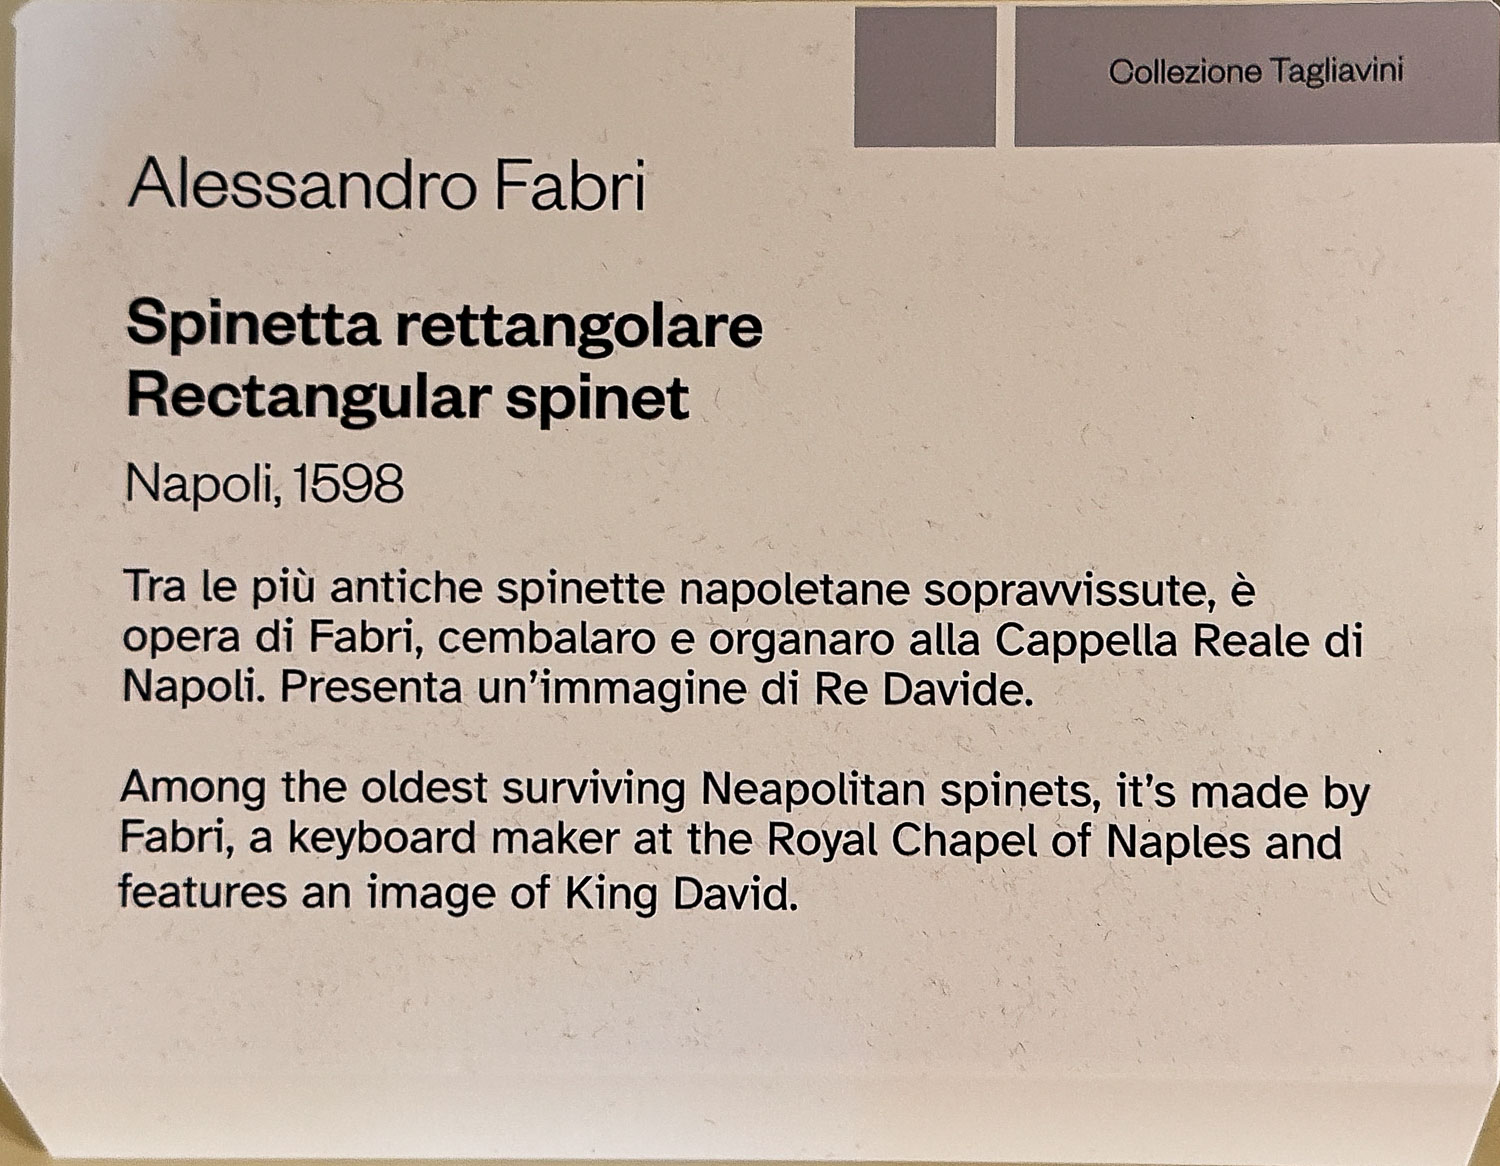 Collezione Tagliavini
Alessandro Fabri
Spinetta rettangolare
Rectangular spinet
Napoli, 1598
Tra le più antiche spinette napoletane sopravvissute, è
opera di Fabri, cembalaro e organaro alla Cappella Reale di
Napoli. Presenta un’immagine di Re Davide.
Among the oldest surviving Neapolitan spinets, it’s made by
Fabri, a keyboard maker at the Royal Chapel of Naples and
features an image of King David.